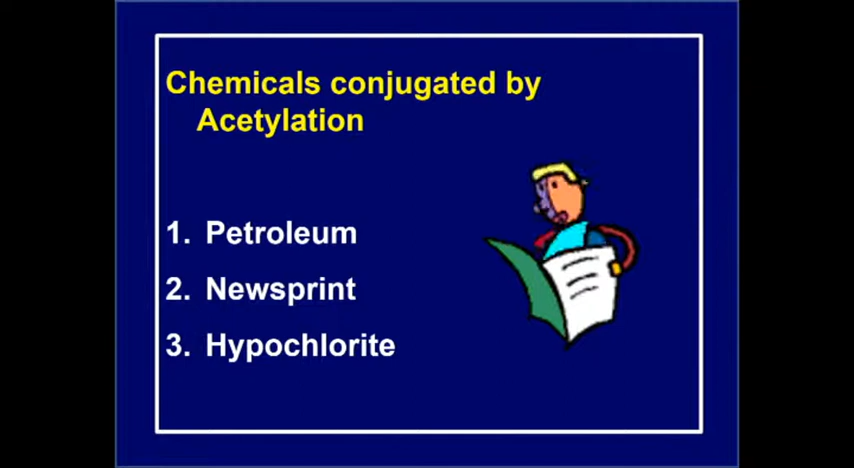 Chemicals conjugated by
Acetylation
1. Petroleum
2. Newsprint
3. Hypochlorite